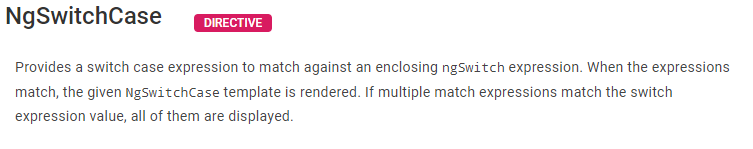 NgSwitchCase DIRECTIVE
Provides a switch case expression to match against an enclosing ngSwitch expression. When the expressions
match, the given NgSwitchCase template is rendered. If multiple match expressions match the switch
expression value, all of them are displayed.